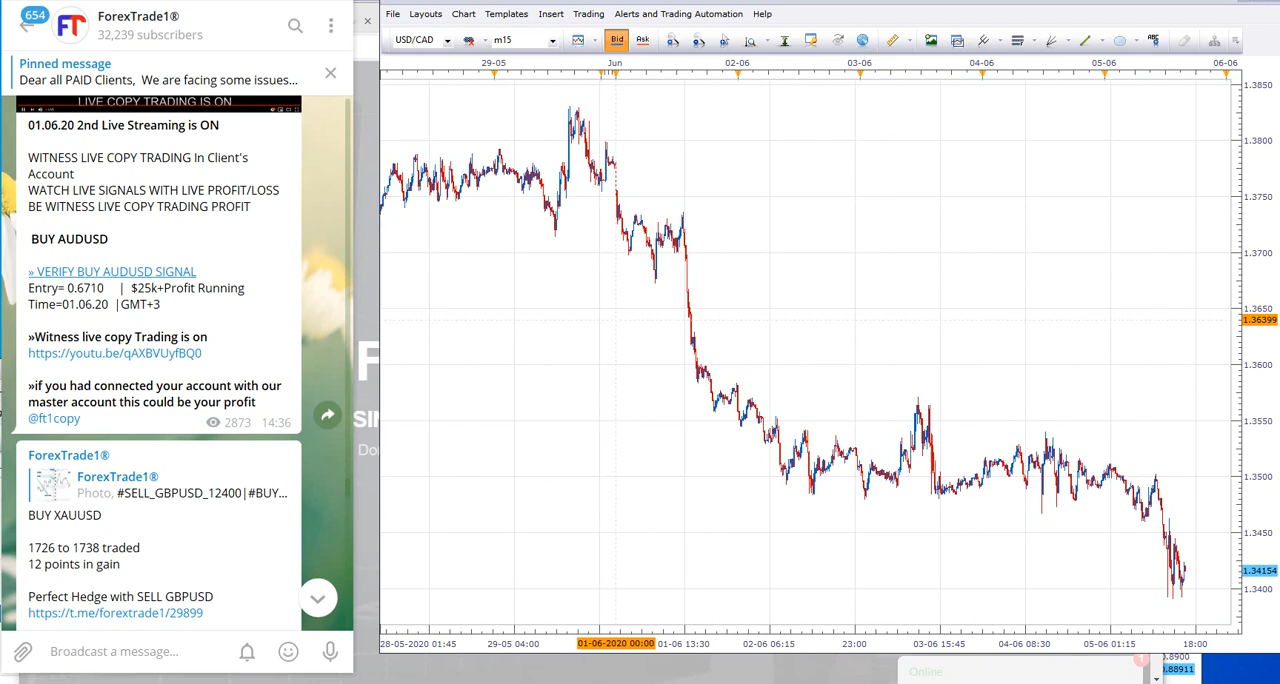 654
FT
ForexTrade1®
32,239 subscribers
Pinned message
Dear all PAID Clients, We are facing some issues...
LIVE COPY TRADING IS ON
01.06.20 2nd Live Streaming is ON
WITNESS LIVE COPY TRADING In Client's
Account
WATCH LIVE SIGNALS WITH LIVE PROFIT/LOSS
BE WITNESS LIVE COPY TRADING PROFIT
BUY AUDUSD
» VERIFY BUY AUDUSD SIGNAL
Entry= 0.6710 | $25k+Profit Running
Time=01.06.20 |GMT+3
»Witness live copy Trading is on
https://youtu.be/qAXBVUyfBQ0
»if you had connected your account with our
master account this could be your profit
@ft1copy
2873 14:36
ForexTrade1®
ForexTrade1®
Photo, #SELL_GBPUSD_12400|#BUY...
BUY XAUUSD
1726 to 1738 traded
12 points in gain
Perfect Hedge with SELL GBPUSD
https://t.me/forextrade1/29899
Broadcast a message...
File Layouts Chart Templates Insert Trading Alerts and Trading Automation Help
USD/CAD m15 Bid Ask
29-05 Jun 02-06 03-06 04-06 05-06 06-06
1.3850
1.3800
1.3750
1.3700
1.3650
1.36399
1.3600
1.3550
1.3500
1.3450
1.34154
1.3400
28-05-2020 01:45 29-05 04:00 01-06-2020 00:00 01-06 13:30 02-06 06:15 23:00 03-06 15:45 04-06 08:30 05-06 01:15 18:00
Online
1
0.8900
0.88911